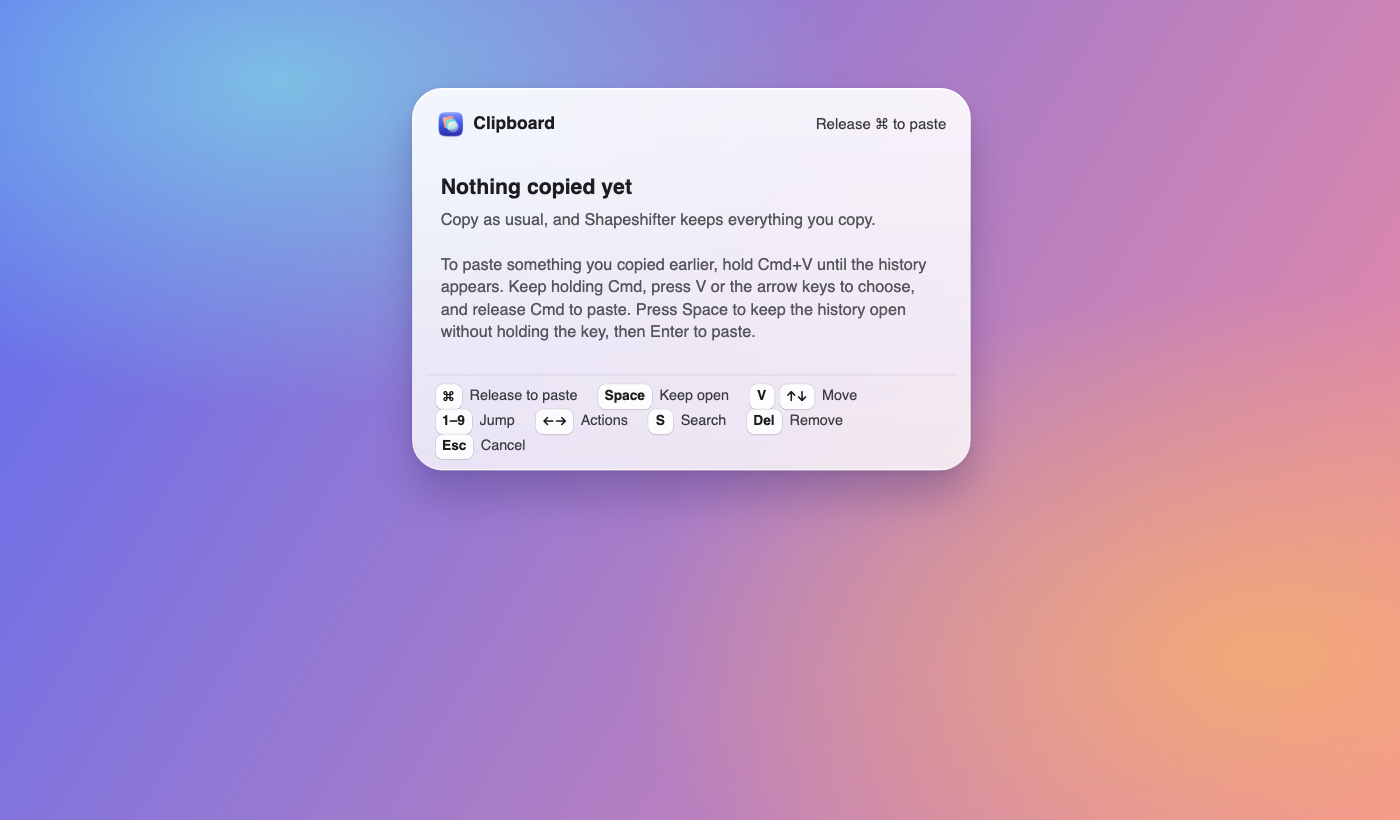 Clipboard
Release ⌘ to paste
Nothing copied yet
Copy as usual, and Shapeshifter keeps everything you copy.
To paste something you copied earlier, hold Cmd+V until the history
appears. Keep holding Cmd, press V or the arrow keys to choose,
and release Cmd to paste. Press Space to keep the history open
without holding the key, then Enter to paste.
⌘ Release to paste Space Keep open V ↑↓ Move
1–9 Jump ←→ Actions S Search Del Remove
Esc Cancel